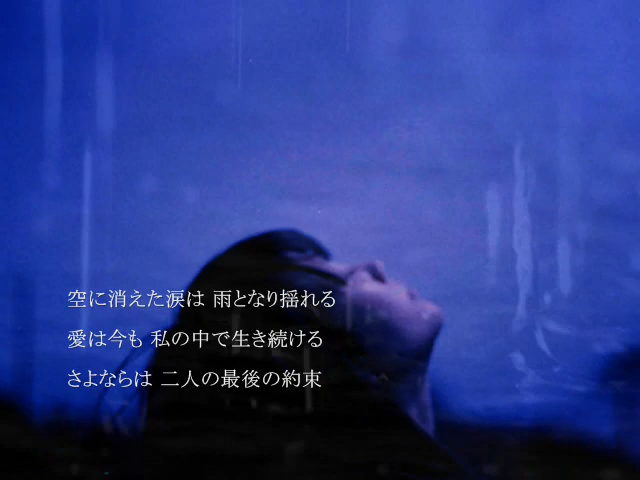 空に消えた涙は 雨となり揺れる
愛は今も 私の中で生き続ける
さよならは 二人の最後の約束